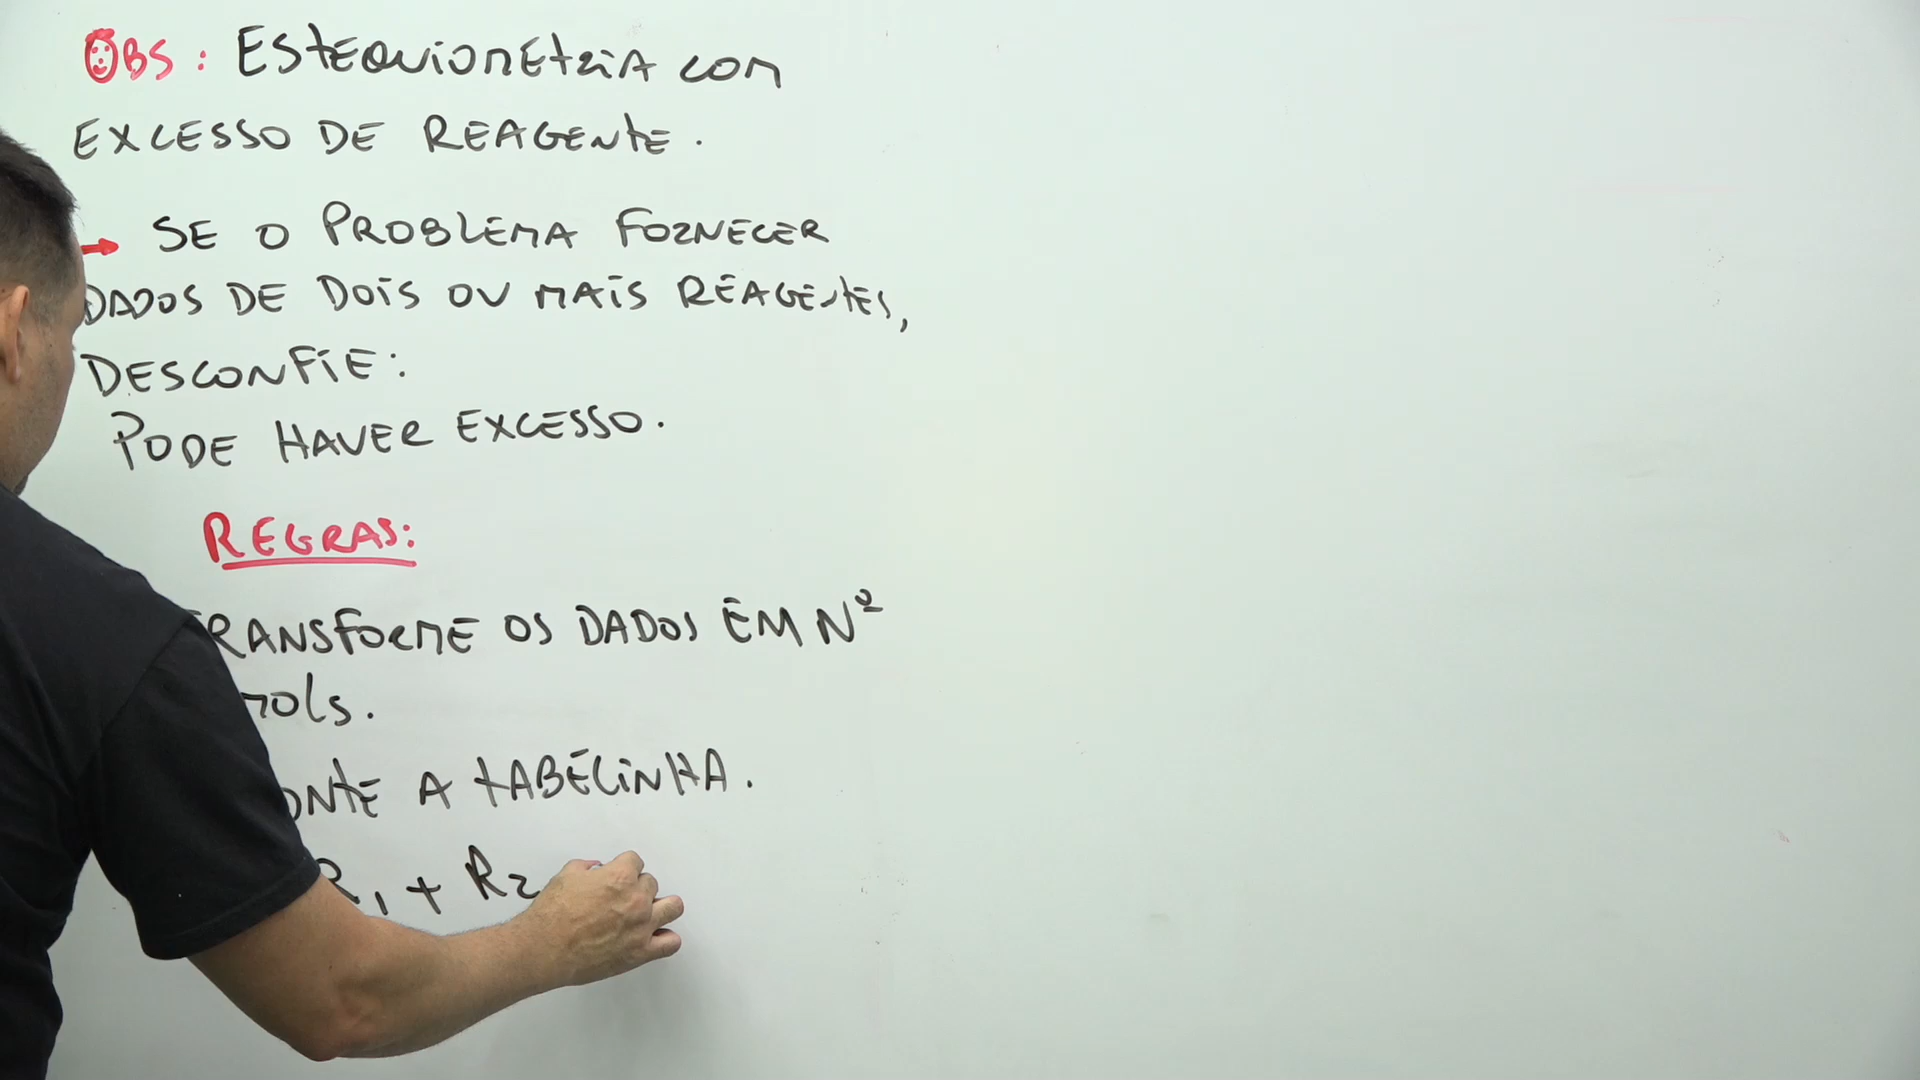 OBS: ESTEQUIOMETRIA COM
EXCESSO DE REAGENTE.
→ SE O PROBLEMA FORNECER
DADOS DE DOIS OU MAIS REAGENTES,
DESCONFIE:
PODE HAVER EXCESSO.
REGRAS:
RANSFORME OS DADOS EM Nº
mols.
ONTE A TABELINHA.
R1 + R2